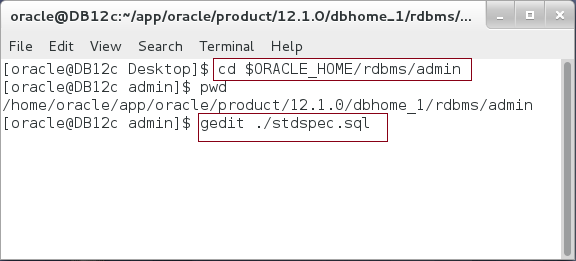 oracle@DB12c:~/app/oracle/product/12.1.0/dbhome_1/rdbms/...
File Edit View Search Terminal Help
[oracle@DB12c Desktop]$ cd $ORACLE_HOME/rdbms/admin
[oracle@DB12c admin]$ pwd
/home/oracle/app/oracle/product/12.1.0/dbhome_1/rdbms/admin
[oracle@DB12c admin]$ gedit ./stdspec.sql